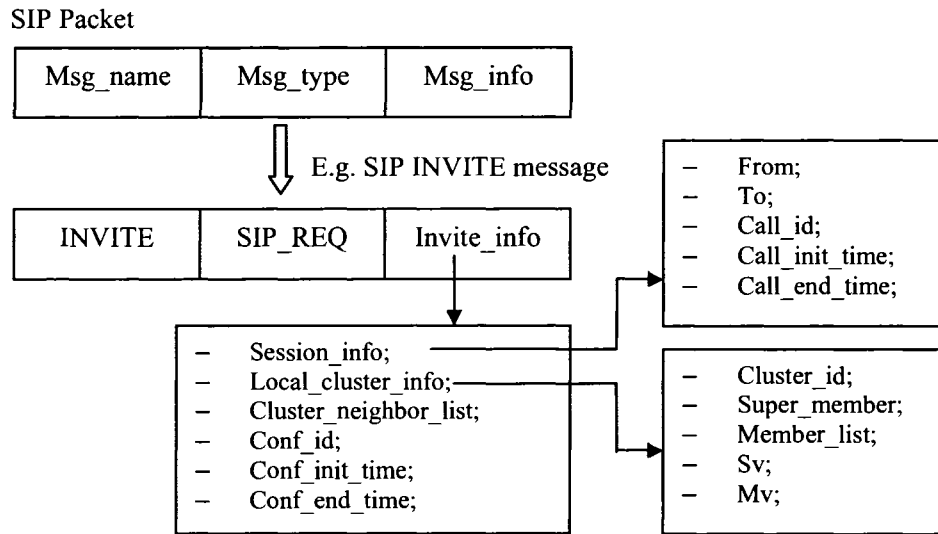 SIP Packet
Msg_name Msg_type Msg_info
E.g. SIP INVITE message
INVITE SIP_REQ Invite_info
– From;
– To;
– Call_id;
– Call_init_time;
– Call_end_time;
– Session_info;
– Local_cluster_info;
– Cluster_neighbor_list;
– Conf_id;
– Conf_init_time;
– Conf_end_time;
– Cluster_id;
– Super_member;
– Member_list;
– Sv;
– Mv;